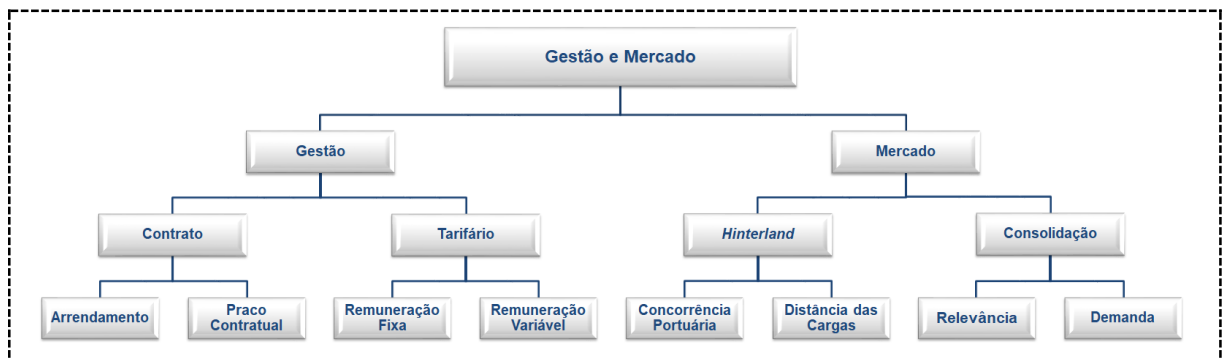 Gestão e Mercado
Gestão
Mercado
Contrato
Tarifário
Hinterland
Consolidação
Arrendamento
Praco
Contratual
Remuneração
Fixa
Remuneração
Variável
Concorrência
Portuária
Distância das
Cargas
Relevância
Demanda